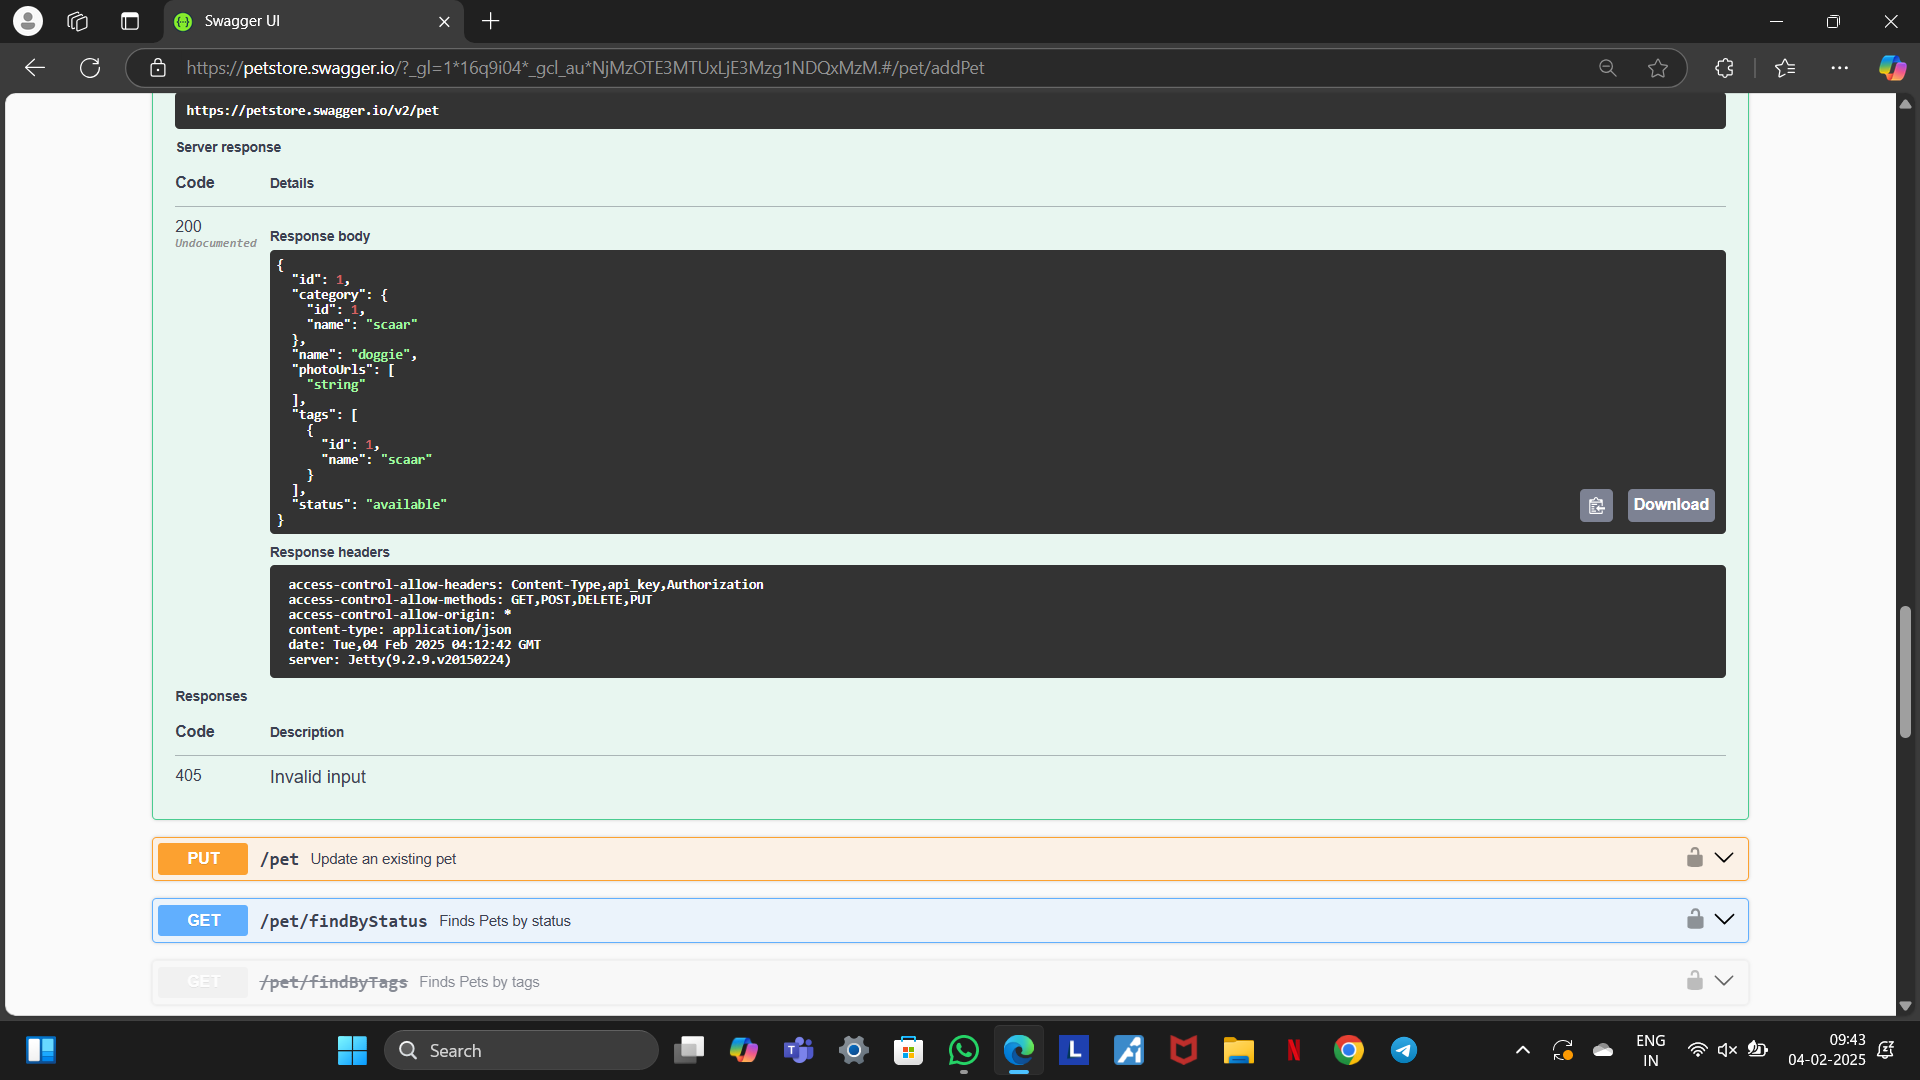 Swagger UI
https://petstore.swagger.io/?_gl=1*16q9i04*_gcl_au*NjMzOTE3MTUxLjE3Mzg1NDQxMzM.#/pet/addPet
https://petstore.swagger.io/v2/pet
Server response
Code Details
200
Undocumented
Response body
{
  "id": 1,
  "category": {
    "id": 1,
    "name": "scaar"
  },
  "name": "doggie",
  "photoUrls": [
    "string"
  ],
  "tags": [
    {
      "id": 1,
      "name": "scaar"
    }
  ],
  "status": "available"
}
Download
Response headers
access-control-allow-headers: Content-Type,api_key,Authorization
access-control-allow-methods: GET,POST,DELETE,PUT
access-control-allow-origin: *
content-type: application/json
date: Tue,04 Feb 2025 04:12:42 GMT
server: Jetty(9.2.9.v20150224)
Responses
Code Description
405 Invalid input
PUT /pet Update an existing pet
GET /pet/findByStatus Finds Pets by status
GET /pet/findByTags Finds Pets by tags
Search
L
N
ENG
IN
09:43
04-02-2025